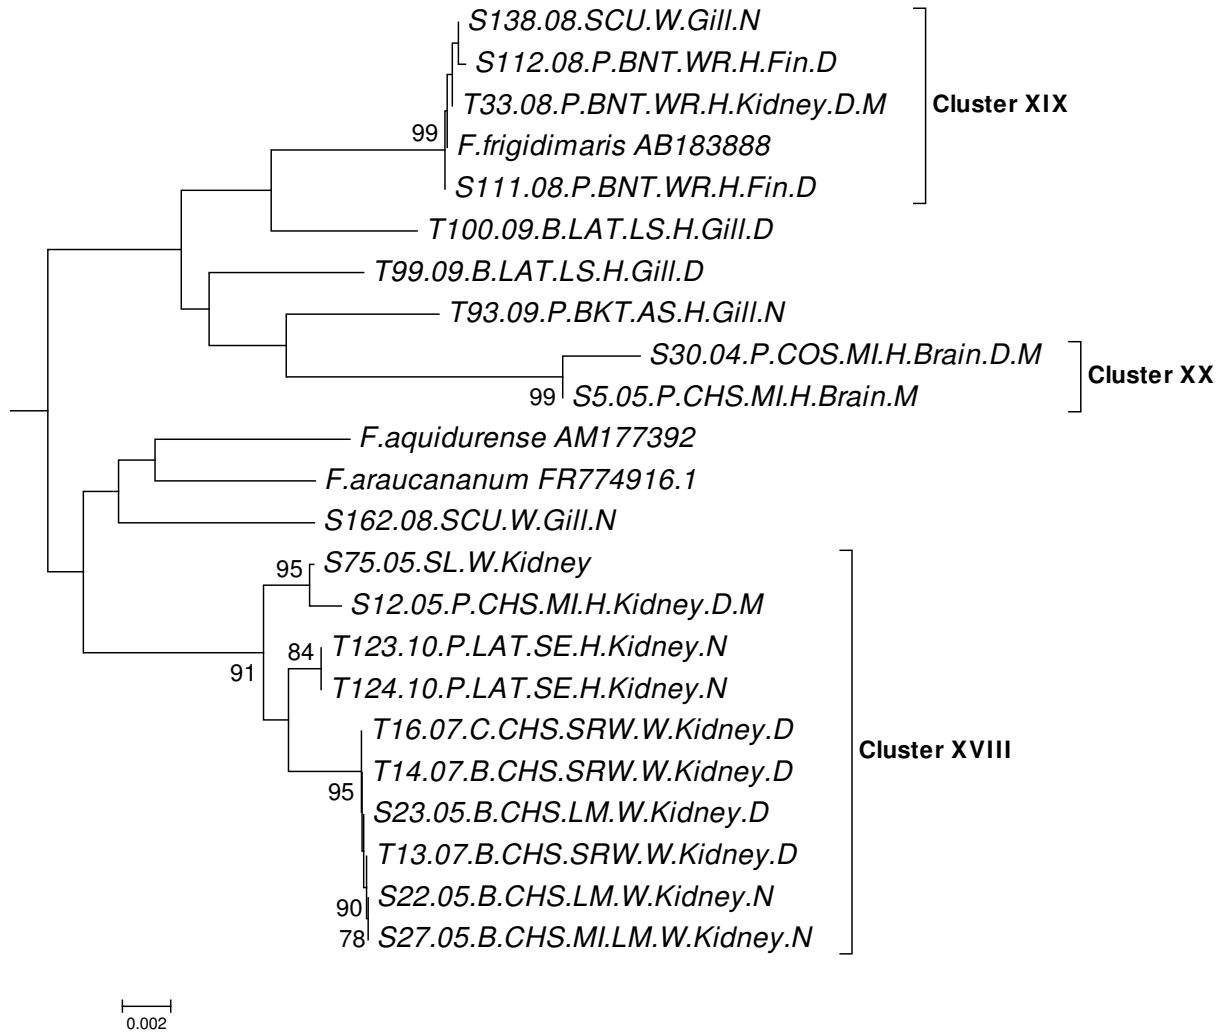 S138.08.SCU.W.Gill.N
S112.08.P.BNT.WR.H.Fin.D
T33.08.P.BNT.WR.H.Kidney.D.M
Cluster XIX
99
F.frigidimaris AB183888
S111.08.P.BNT.WR.H.Fin.D
T100.09.B.LAT.LS.H.Gill.D
T99.09.B.LAT.LS.H.Gill.D
T93.09.P.BKT.AS.H.Gill.N
S30.04.P.COS.MI.H.Brain.D.M
Cluster XX
99
S5.05.P.CHS.MI.H.Brain.M
F.aquidurense AM177392
F.araucananum FR774916.1
S162.08.SCU.W.Gill.N
S75.05.SL.W.Kidney
95
S12.05.P.CHS.MI.H.Kidney.D.M
84
T123.10.P.LAT.SE.H.Kidney.N
91
T124.10.P.LAT.SE.H.Kidney.N
T16.07.C.CHS.SRW.W.Kidney.D
Cluster XVIII
T14.07.B.CHS.SRW.W.Kidney.D
95
S23.05.B.CHS.LM.W.Kidney.D
T13.07.B.CHS.SRW.W.Kidney.D
S22.05.B.CHS.LM.W.Kidney.N
90
78
S27.05.B.CHS.MI.LM.W.Kidney.N
0.002